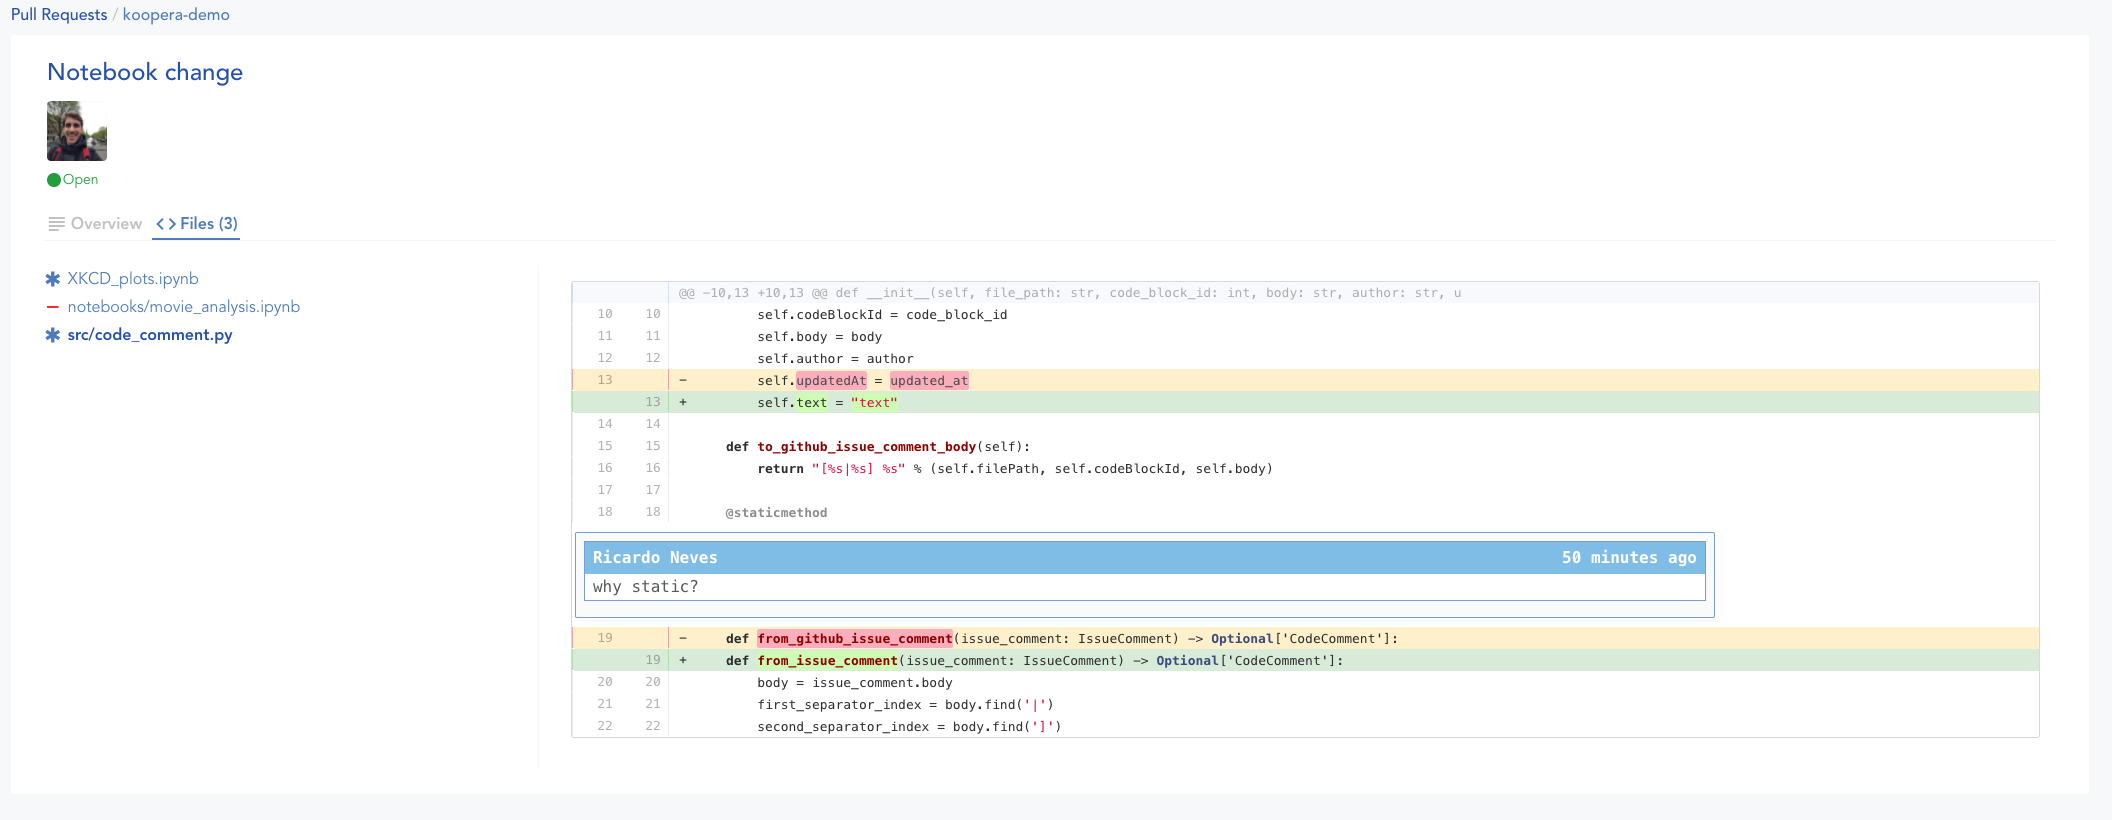 Pull Requests / koopera-demo
Notebook change
Open
Overview <> Files (3)
XKCD_plots.ipynb
notebooks/movie_analysis.ipynb
src/code_comment.py
@@ -10,13 +10,13 @@ def __init__(self, file_path: str, code_block_id: int, body: str, author: str, u
10 10 self.codeBlockId = code_block_id
11 11 self.body = body
12 12 self.author = author
13 - self.updatedAt = updated_at
13 + self.text = "text"
14 14
15 15 def to_github_issue_comment_body(self):
16 16 return "[%s|%s] %s" % (self.filePath, self.codeBlockId, self.body)
17 17
18 18 @staticmethod
Ricardo Neves 50 minutes ago
why static?
19 - def from_github_issue_comment(issue_comment: IssueComment) -> Optional['CodeComment']:
19 + def from_issue_comment(issue_comment: IssueComment) -> Optional['CodeComment']:
20 20 body = issue_comment.body
21 21 first_separator_index = body.find('|')
22 22 second_separator_index = body.find(']')